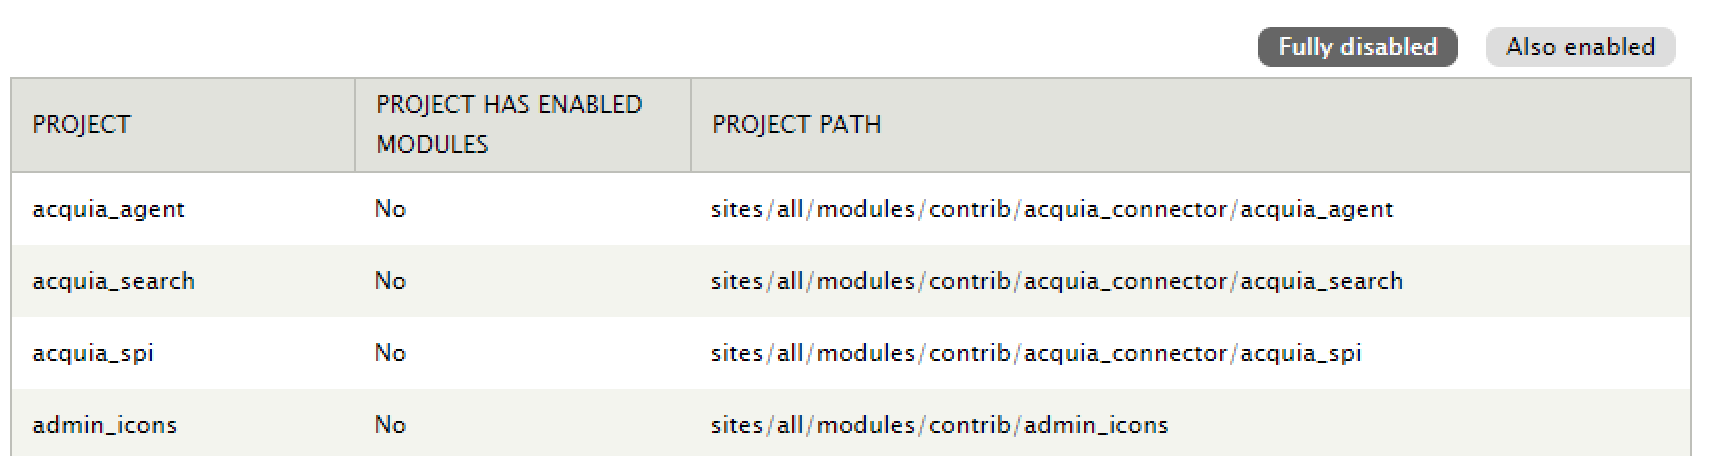 Fully disabled Also enabled
PROJECT PROJECT HAS ENABLED MODULES PROJECT PATH
acquia_agent No sites/all/modules/contrib/acquia_connector/acquia_agent
acquia_search No sites/all/modules/contrib/acquia_connector/acquia_search
acquia_spi No sites/all/modules/contrib/acquia_connector/acquia_spi
admin_icons No sites/all/modules/contrib/admin_icons